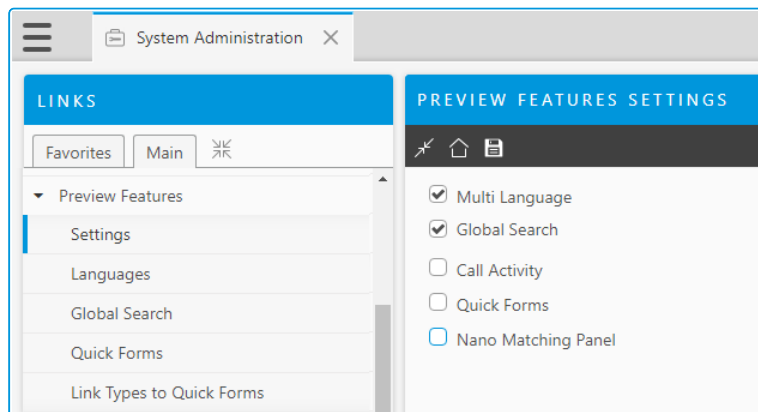 System Administration
LINKS
Favorites Main
Preview Features
Settings
Languages
Global Search
Quick Forms
Link Types to Quick Forms
PREVIEW FEATURES SETTINGS
Multi Language
Global Search
Call Activity
Quick Forms
Nano Matching Panel